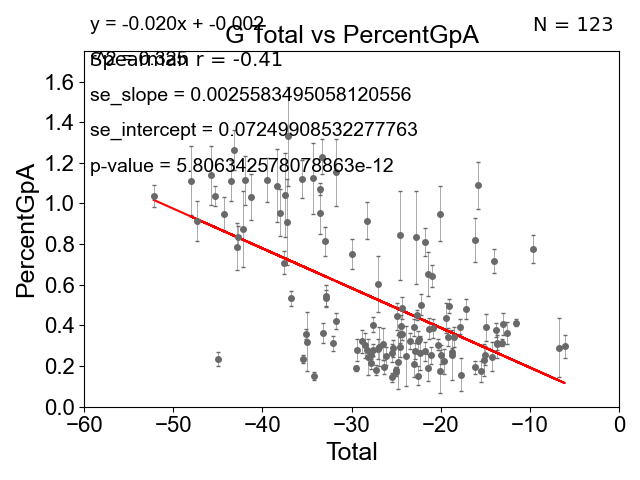 y = -0.020x + -0.002
G Total vs PercentGpA
N = 123
Spearman r = -0.41
se_slope = 0.0025583495058120556
se_intercept = 0.07249908532277763
p-value = 5.806342578078863e-12
PercentGpA
1.6
1.4
1.2
1.0
0.8
0.6
0.4
0.2
0.0
−60 −50 −40 −30 −20 −10 0
Total